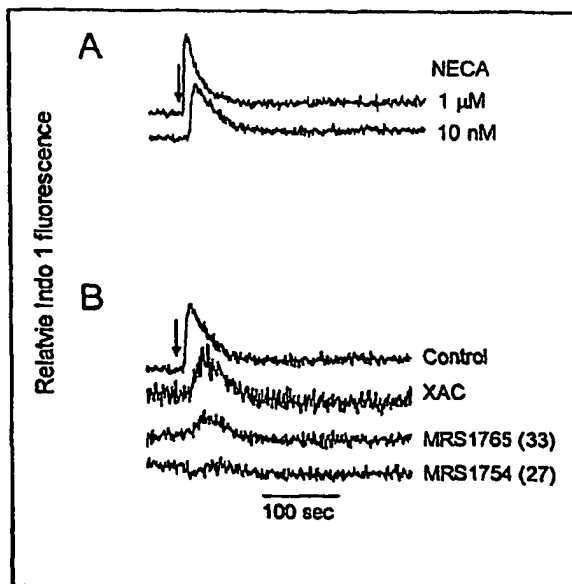 Relatvie Indo 1 fluorescence
A
NECA
1 μM
10 nM
B
Control
XAC
MRS1765 (33)
MRS1754 (27)
100 sec